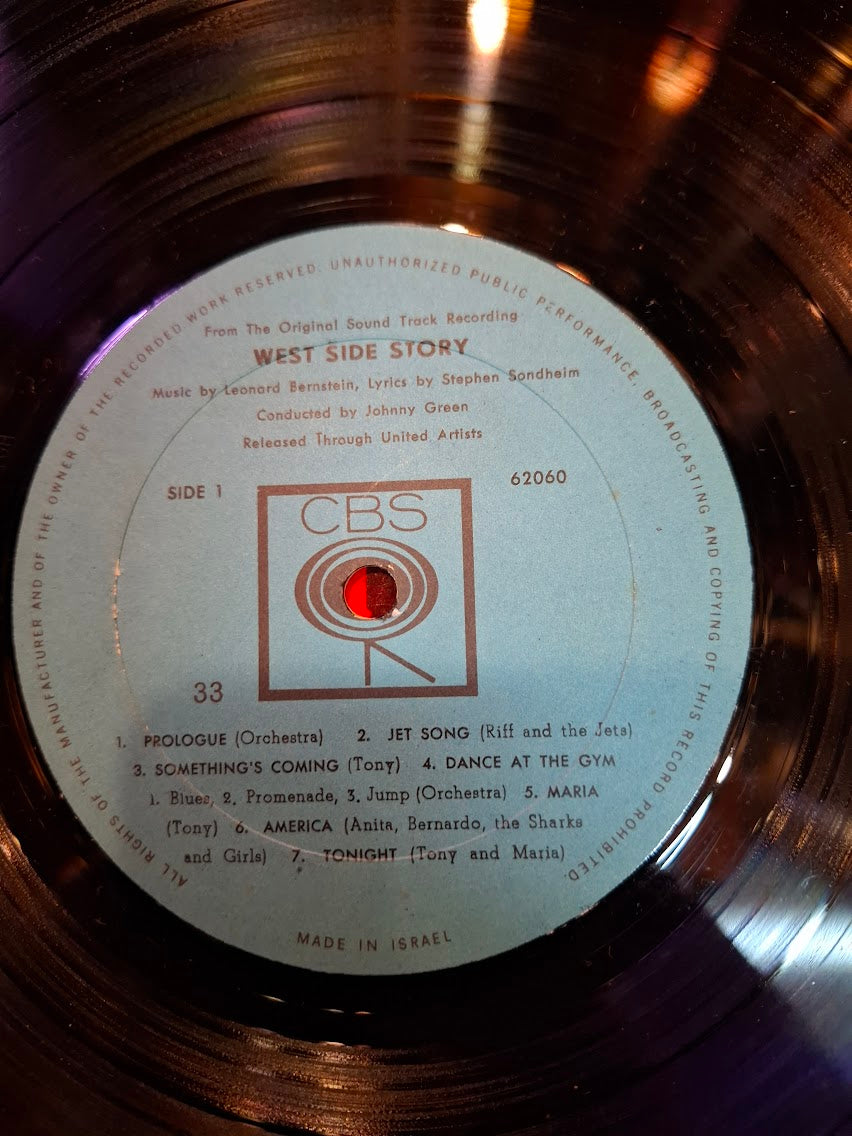 ALL RIGHTS OF THE MANUFACTURER AND OF THE OWNER OF THE RECORDED WORK RESERVED. UNAUTHORIZED PUBLIC PERFORMANCE, BROADCASTING AND COPYING OF THIS RECORD PROHIBITED.
From The Original Sound Track Recording
WEST SIDE STORY
Music by Leonard Bernstein, Lyrics by Stephen Sondheim
Conducted by Johnny Green
Released Through United Artists
SIDE 1
62060
CBS
33
1. PROLOGUE (Orchestra) 2. JET SONG (Riff and the Jets)
3. SOMETHING'S COMING (Tony) 4. DANCE AT THE GYM
1. Blues, 2. Promenade, 3. Jump (Orchestra) 5. MARIA
(Tony) 6. AMERICA (Anita, Bernardo, the Sharks
and Girls) 7. TONIGHT (Tony and Maria)
MADE IN ISRAEL